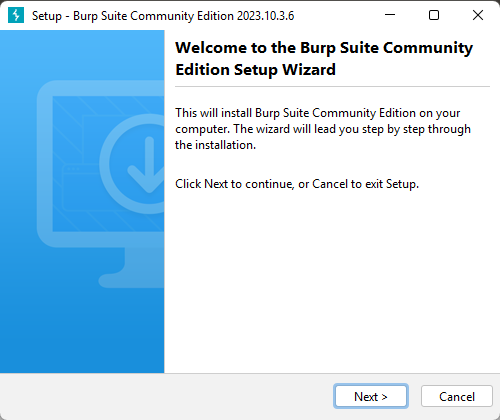 Setup - Burp Suite Community Edition 2023.10.3.6
Welcome to the Burp Suite Community
Edition Setup Wizard
This will install Burp Suite Community Edition on your
computer. The wizard will lead you step by step through
the installation.
Click Next to continue, or Cancel to exit Setup.
Next >
Cancel